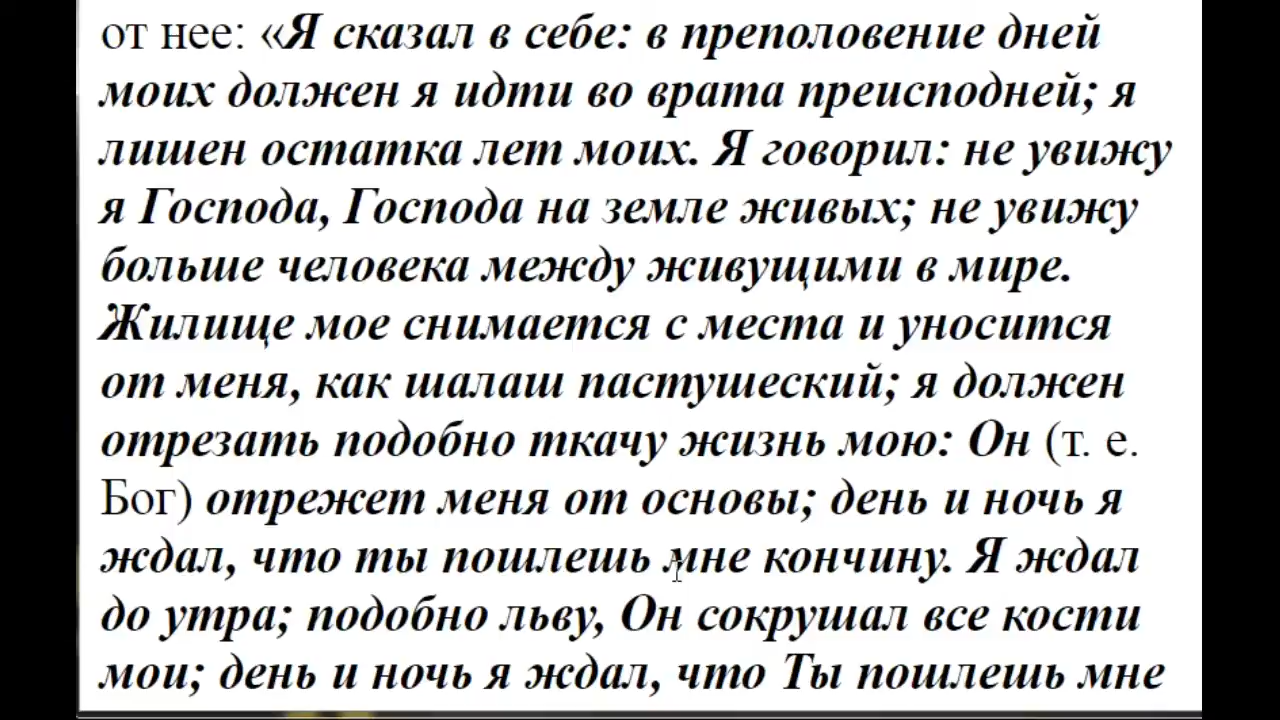 от нее: «Я сказал в себе: в преполовение дней
моих должен я идти во врата преисподней; я
лишен остатка лет моих. Я говорил: не увижу
я Господа, Господа на земле живых; не увижу
больше человека между живущими в мире.
Жилище мое снимается с места и уносится
от меня, как шалаш пастушеский; я должен
отрезать подобно ткачу жизнь мою: Он (т. е.
Бог) отрежет меня от основы; день и ночь я
ждал, что ты пошлешь мне кончину. Я ждал
до утра; подобно льву, Он сокрушал все кости
мои; день и ночь я ждал, что Ты пошлешь мне